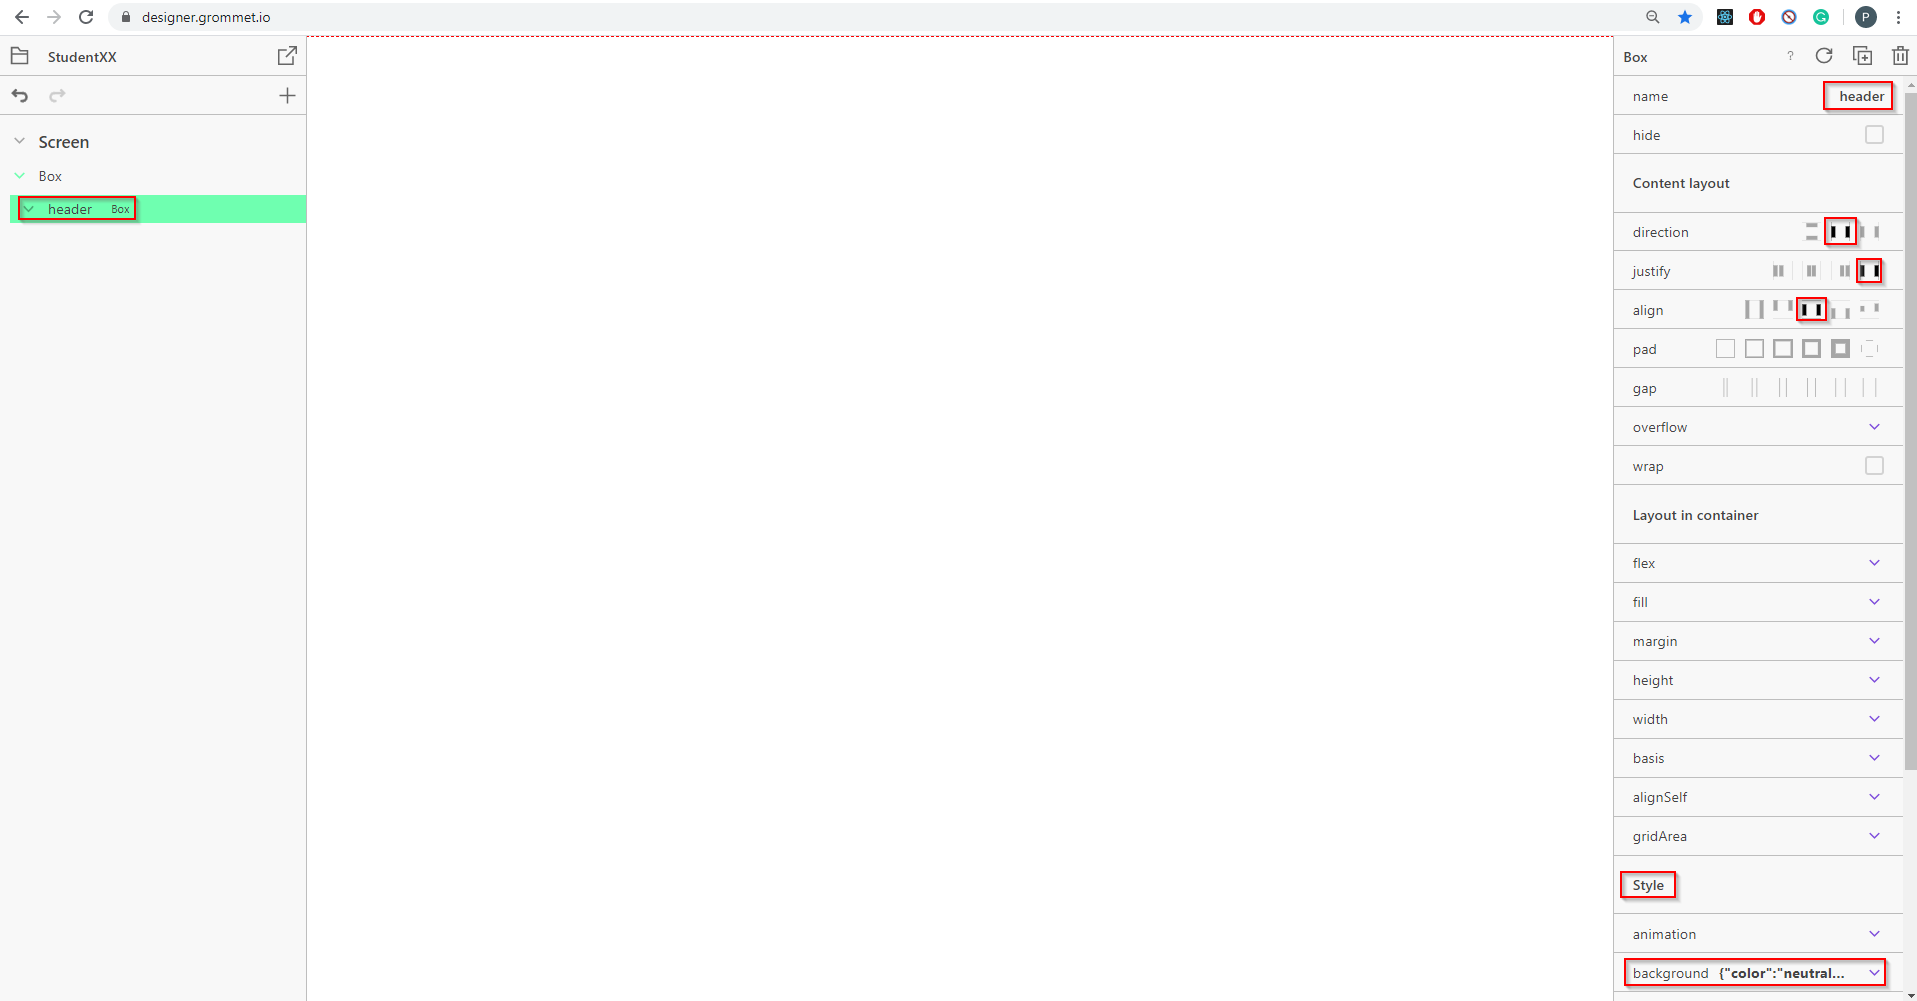 designer.grommet.io
P
StudentXX
Screen
Box
header Box
Box ?
name header
hide
Content layout
direction
justify
align
pad
gap
overflow
wrap
Layout in container
flex
fill
margin
height
width
basis
alignSelf
gridArea
Style
animation
background {"color":"neutral...